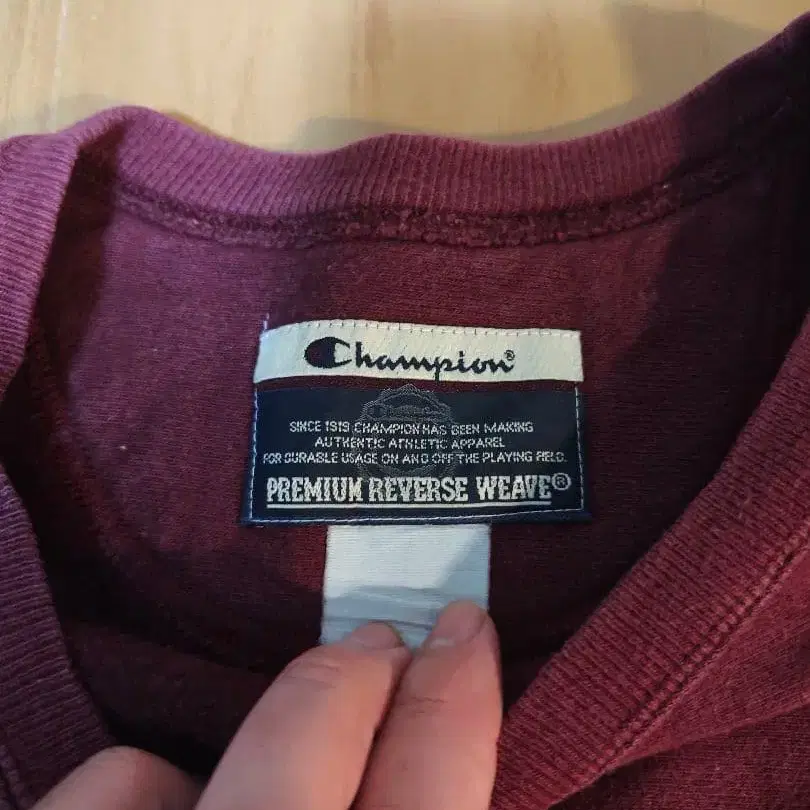 Champion®
SINCE 1919 CHAMPION HAS BEEN MAKING
AUTHENTIC ATHLETIC APPAREL
FOR DURABLE USAGE ON AND OFF THE PLAYING FIELD.
PREMIUM REVERSE WEAVE®